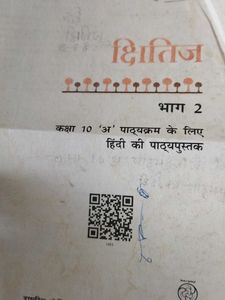 क्षितिज
भाग 2
कक्षा 10 'अ' पाठ्यक्रम के लिए
हिंदी की पाठ्यपुस्तक